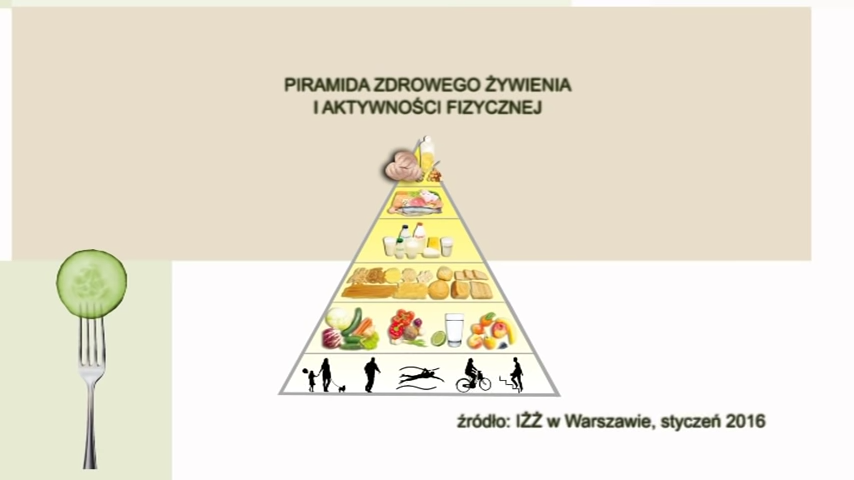 PIRAMIDA ZDROWEGO ŻYWIENIA
I AKTYWNOŚCI FIZYCZNEJ
źródło: IŻŻ w Warszawie, styczeń 2016